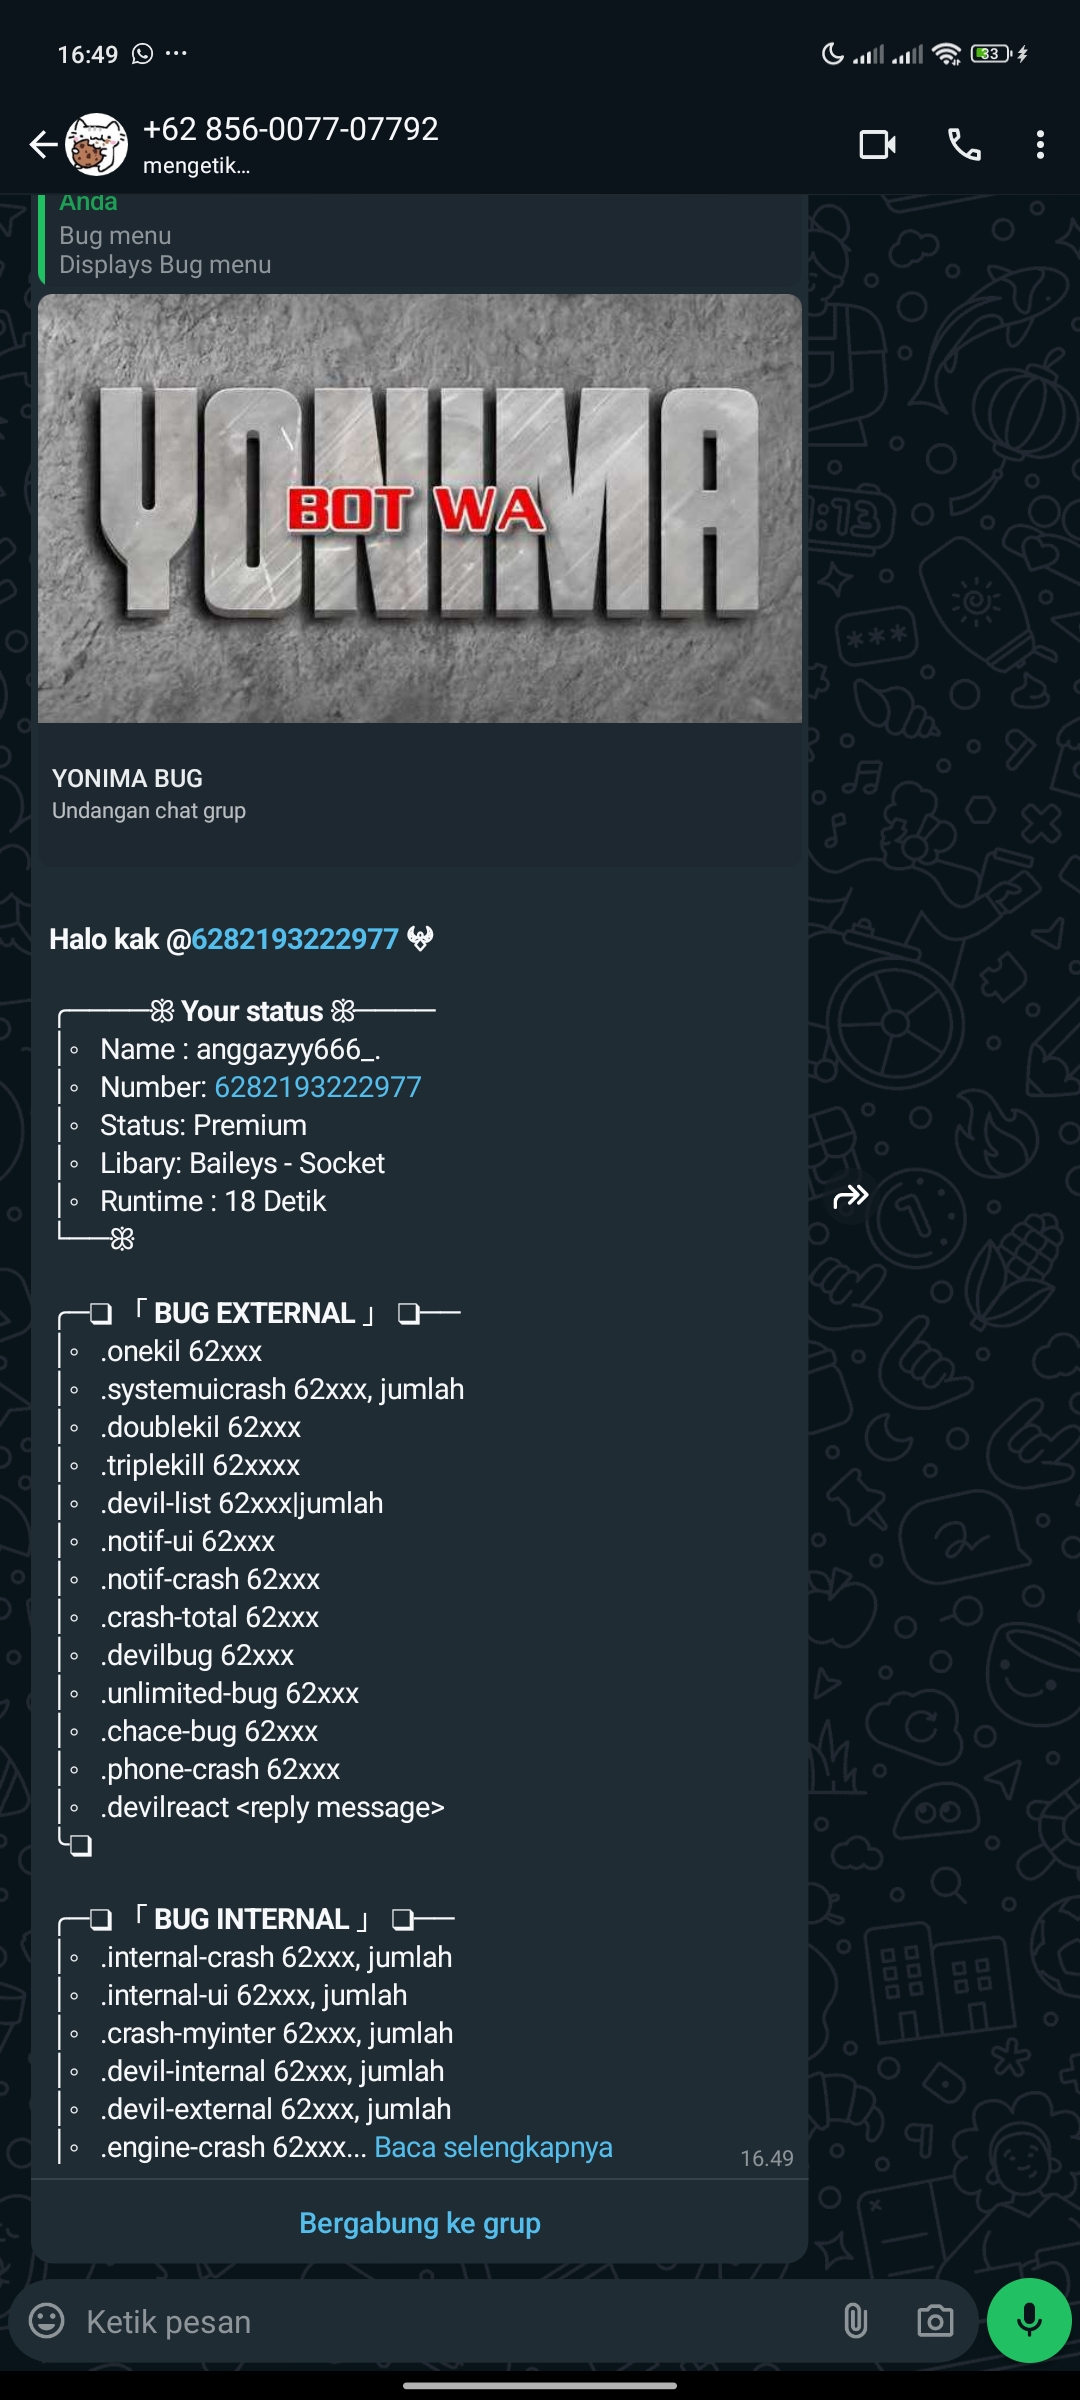 16:49
33
+62 856-0077-07792
mengetik...
Anda
Bug menu
Displays Bug menu
YONIMA
BOT WA
YONIMA BUG
Undangan chat grup
Halo kak @6282193222977
Your status
Name : anggazyy666_.
Number: 6282193222977
Status: Premium
Libary: Baileys - Socket
Runtime : 18 Detik
「 BUG EXTERNAL 」
.onekil 62xxx
.systemuicrash 62xxx, jumlah
.doublekil 62xxx
.triplekill 62xxxx
.devil-list 62xxx|jumlah
.notif-ui 62xxx
.notif-crash 62xxx
.crash-total 62xxx
.devilbug 62xxx
.unlimited-bug 62xxx
.chace-bug 62xxx
.phone-crash 62xxx
.devilreact <reply message>
「 BUG INTERNAL 」
.internal-crash 62xxx, jumlah
.internal-ui 62xxx, jumlah
.crash-myinter 62xxx, jumlah
.devil-internal 62xxx, jumlah
.devil-external 62xxx, jumlah
.engine-crash 62xxx... Baca selengkapnya
16.49
Bergabung ke grup
Ketik pesan